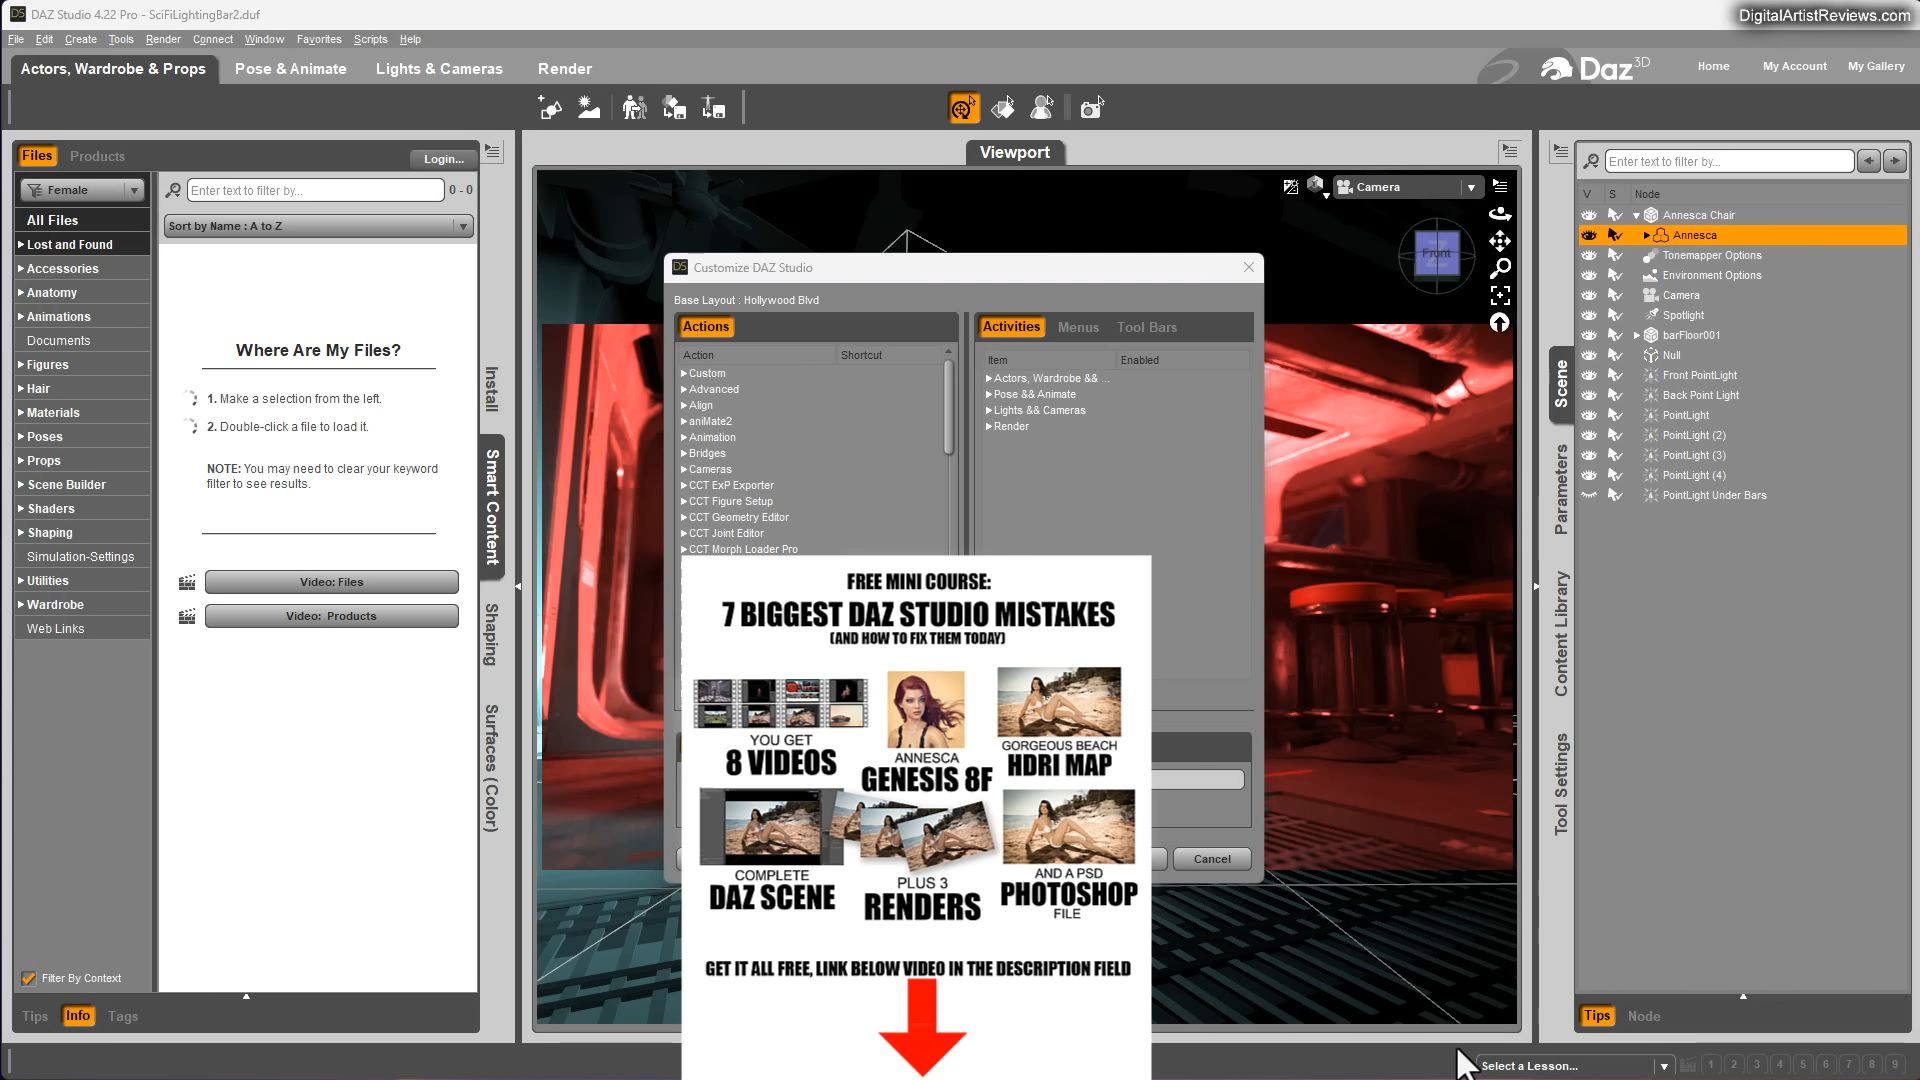 DAZ Studio 4.22 Pro - SciFiLightingBar2.duf
DigitalArtistReviews.com
File Edit Create Tools Render Connect Window Favorites Scripts Help
Actors, Wardrobe & Props Pose & Animate Lights & Cameras Render
Daz 3D
Home My Account My Gallery
Files Products
Login...
Female
Enter text to filter by...
0 - 0
All Files
Sort by Name : A to Z
Lost and Found
Accessories
Anatomy
Animations
Documents
Figures
Hair
Materials
Poses
Props
Scene Builder
Shaders
Shaping
Simulation-Settings
Utilities
Wardrobe
Web Links
Where Are My Files?
1. Make a selection from the left.
2. Double-click a file to load it.
NOTE: You may need to clear your keyword
filter to see results.
Video: Files
Video: Products
Filter By Context
Tips Info Tags
Install
Smart Content
Shaping
Surfaces (Color)
Viewport
Camera
Front
Customize DAZ Studio
Base Layout : Hollywood Blvd
Actions
Action Shortcut
Custom
Advanced
Align
aniMate2
Animation
Bridges
Cameras
CCT ExP Exporter
CCT Figure Setup
CCT Geometry Editor
CCT Joint Editor
CCT Morph Loader Pro
Activities Menus Tool Bars
Item Enabled
Actors, Wardrobe && ...
Pose && Animate
Lights && Cameras
Render
Cancel
FREE MINI COURSE:
7 BIGGEST DAZ STUDIO MISTAKES
(AND HOW TO FIX THEM TODAY)
YOU GET
8 VIDEOS
ANNESCA
GENESIS 8F
GORGEOUS BEACH
HDRI MAP
COMPLETE
DAZ SCENE
PLUS 3
RENDERS
AND A PSD
PHOTOSHOP
FILE
GET IT ALL FREE, LINK BELOW VIDEO IN THE DESCRIPTION FIELD
Scene
Parameters
Content Library
Tool Settings
Enter text to filter by...
V S Node
Annesca Chair
Annesca
Tonemapper Options
Environment Options
Camera
Spotlight
barFloor001
Null
Front PointLight
Back Point Light
PointLight
PointLight (2)
PointLight (3)
PointLight (4)
PointLight Under Bars
Tips Node
Select a Lesson...
1 2 3 4 5 6 7 8 9